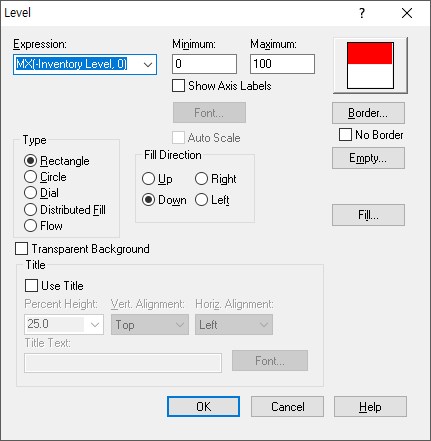 Level
Expression:
MX(-Inventory Level, 0)
Minimum:
0
Maximum:
100
Show Axis Labels
Font...
Auto Scale
Border...
No Border
Empty...
Fill...
Type
Rectangle
Circle
Dial
Distributed Fill
Flow
Fill Direction
Up
Right
Down
Left
Transparent Background
Title
Use Title
Percent Height:
25.0
Vert. Alignment:
Top
Horiz. Alignment:
Left
Title Text:
Font...
OK
Cancel
Help